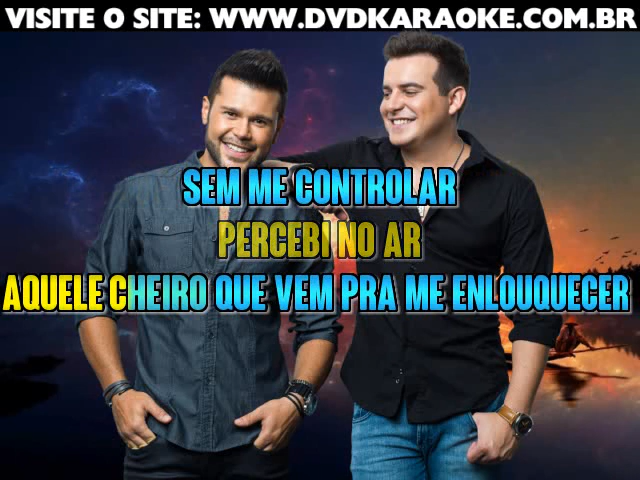 VISITE O SITE: WWW.DVDKARAOKE.COM.BR
SEM ME CONTROLAR
PERCEBI NO AR
AQUELE CHEIRO QUE VEM PRA ME ENLOUQUECER